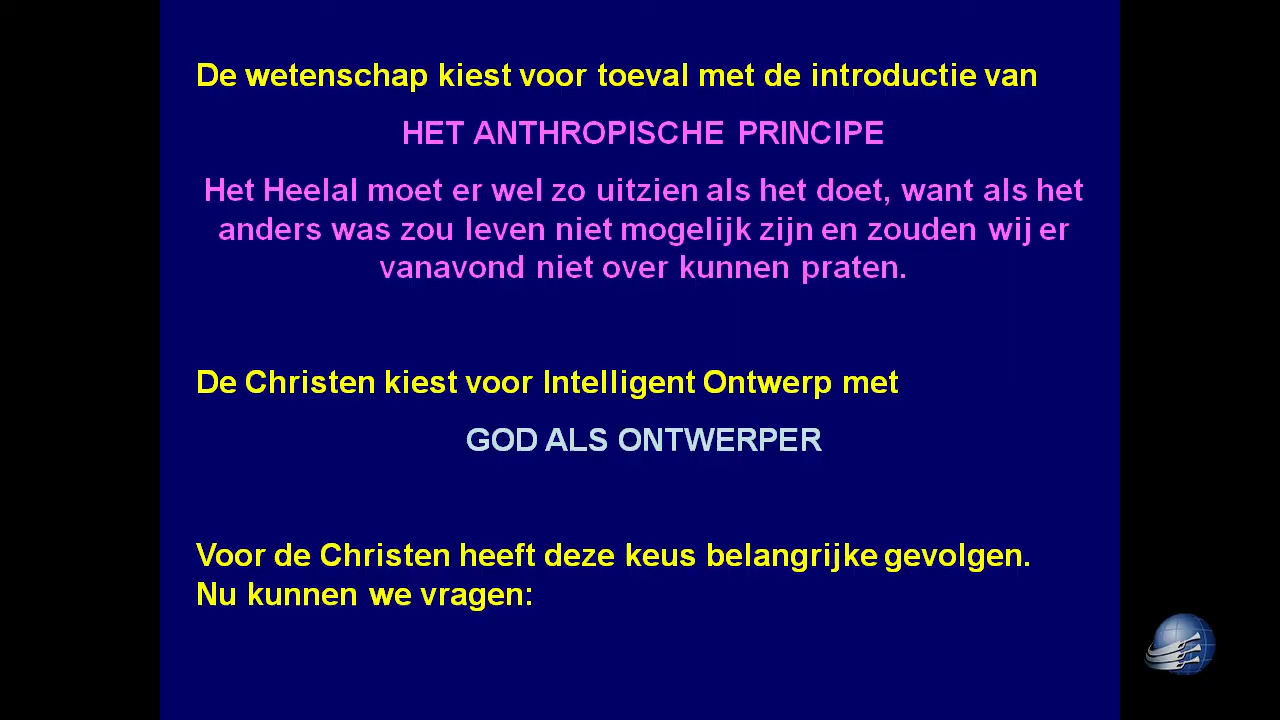 De wetenschap kiest voor toeval met de introductie van
HET ANTHROPISCHE PRINCIPE
Het Heelal moet er wel zo uitzien als het doet, want als het
anders was zou leven niet mogelijk zijn en zouden wij er
vanavond niet over kunnen praten.
De Christen kiest voor Intelligent Ontwerp met
GOD ALS ONTWERPER
Voor de Christen heeft deze keus belangrijke gevolgen.
Nu kunnen we vragen: